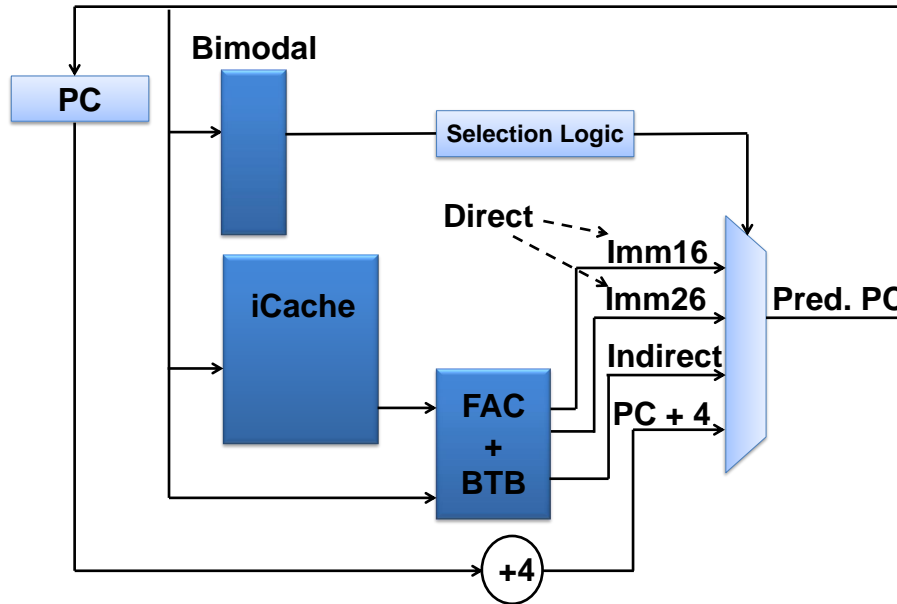 Bimodal
PC
Selection Logic
Direct
Imm16
iCache
Imm26
Pred. PC
Indirect
FAC
+
BTB
PC + 4
+4